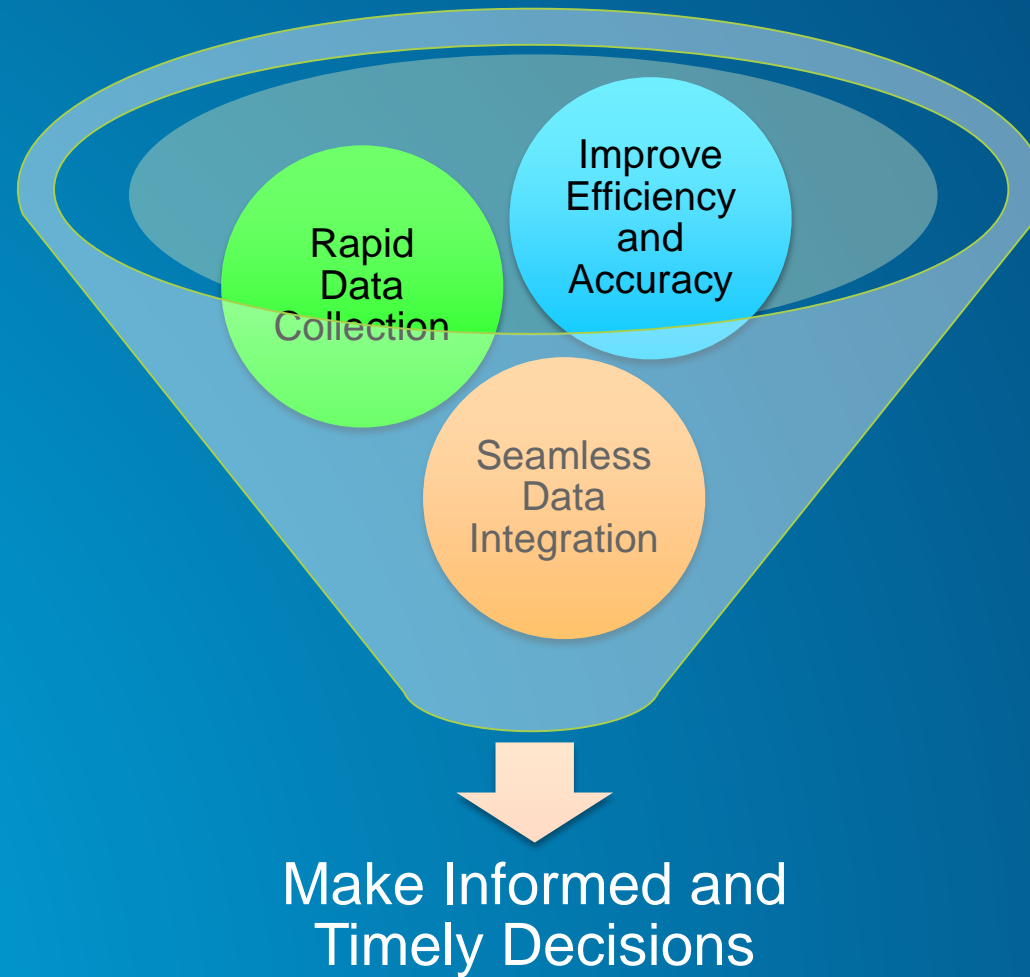 Improve
Efficiency
and
Accuracy
Rapid
Data
Collection
Seamless
Data
Integration
Make Informed and
Timely Decisions